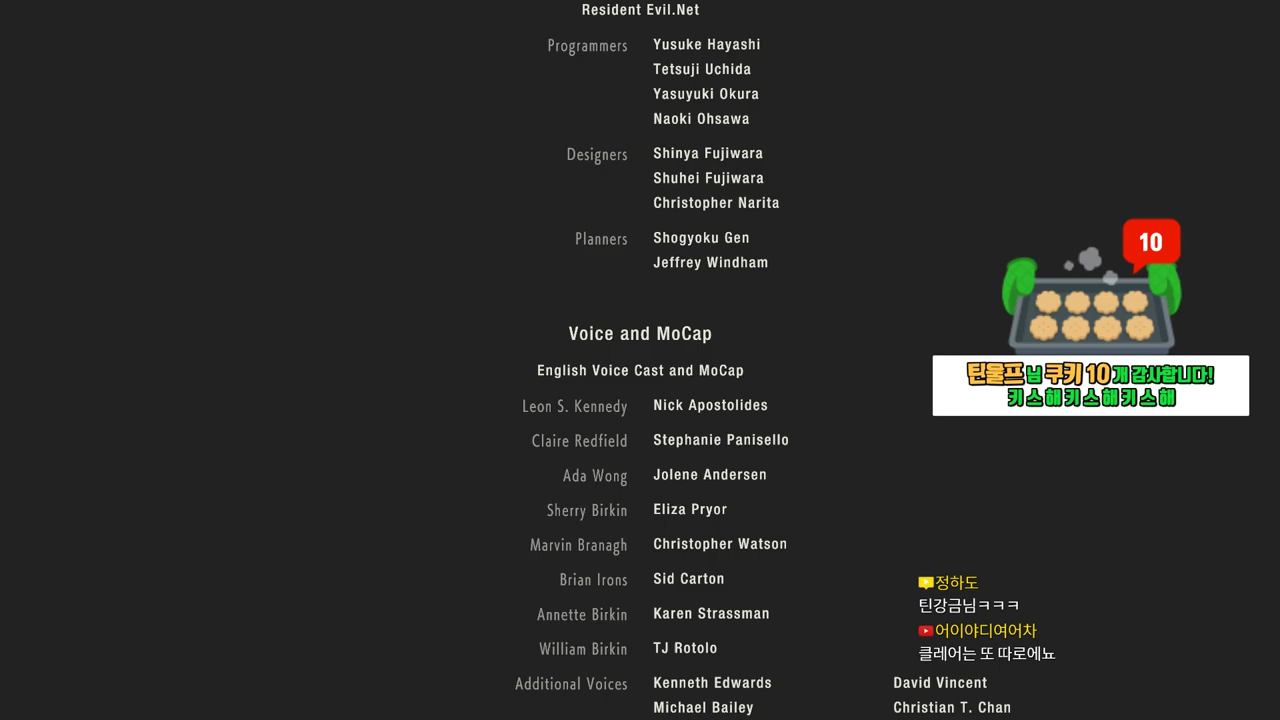 Resident Evil.Net
Programmers Yusuke Hayashi
Tetsuji Uchida
Yasuyuki Okura
Naoki Ohsawa
Designers Shinya Fujiwara
Shuhei Fujiwara
Christopher Narita
Planners Shogyoku Gen
Jeffrey Windham
10
틴울프님 쿠키 10개 감사합니다!
키스해키스해키스해
Voice and MoCap
English Voice Cast and MoCap
Leon S. Kennedy Nick Apostolides
Claire Redfield Stephanie Panisello
Ada Wong Jolene Andersen
Sherry Birkin Eliza Pryor
Marvin Branagh Christopher Watson
Brian Irons Sid Carton
Annette Birkin Karen Strassman
William Birkin TJ Rotolo
Additional Voices Kenneth Edwards David Vincent
Michael Bailey Christian T. Chan
정하도
틴강금님ㅋㅋㅋ
어이야디여어차
클레어는 또 따로에뇨